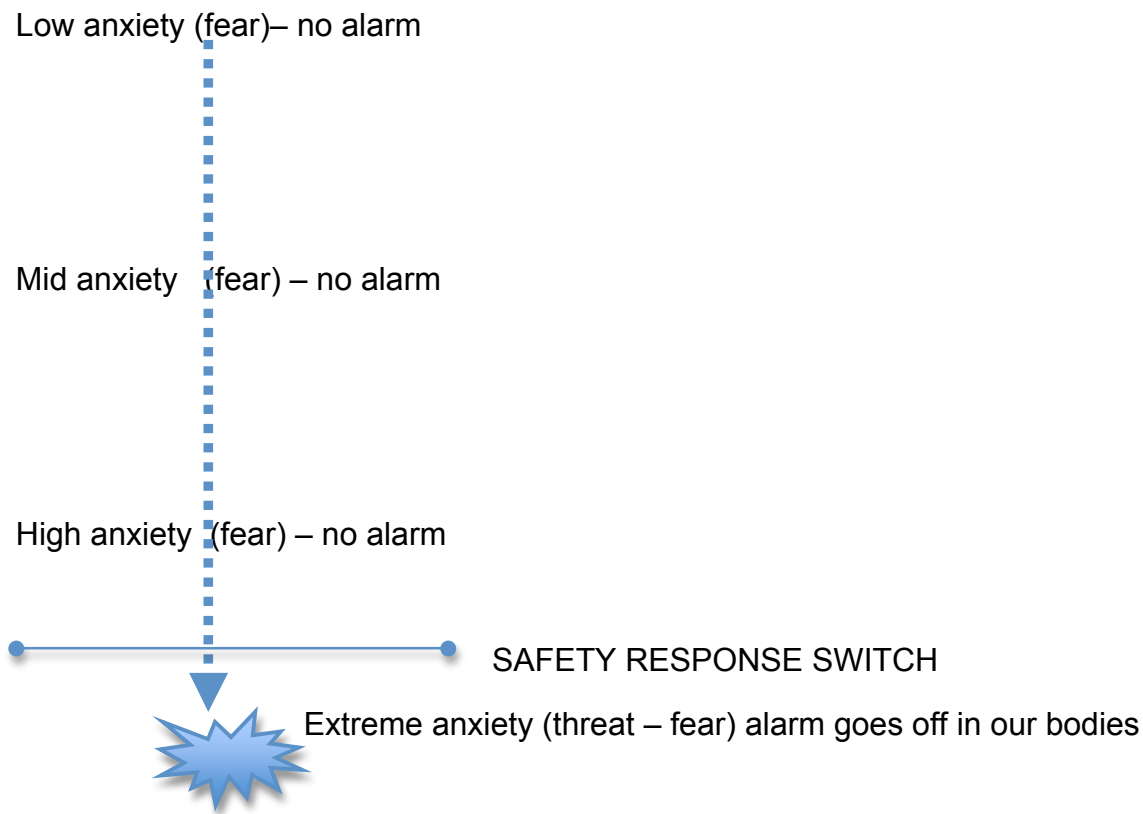 Low anxiety (fear)– no alarm
Mid anxiety (fear) – no alarm
High anxiety (fear) – no alarm
SAFETY RESPONSE SWITCH
Extreme anxiety (threat – fear) alarm goes off in our bodies